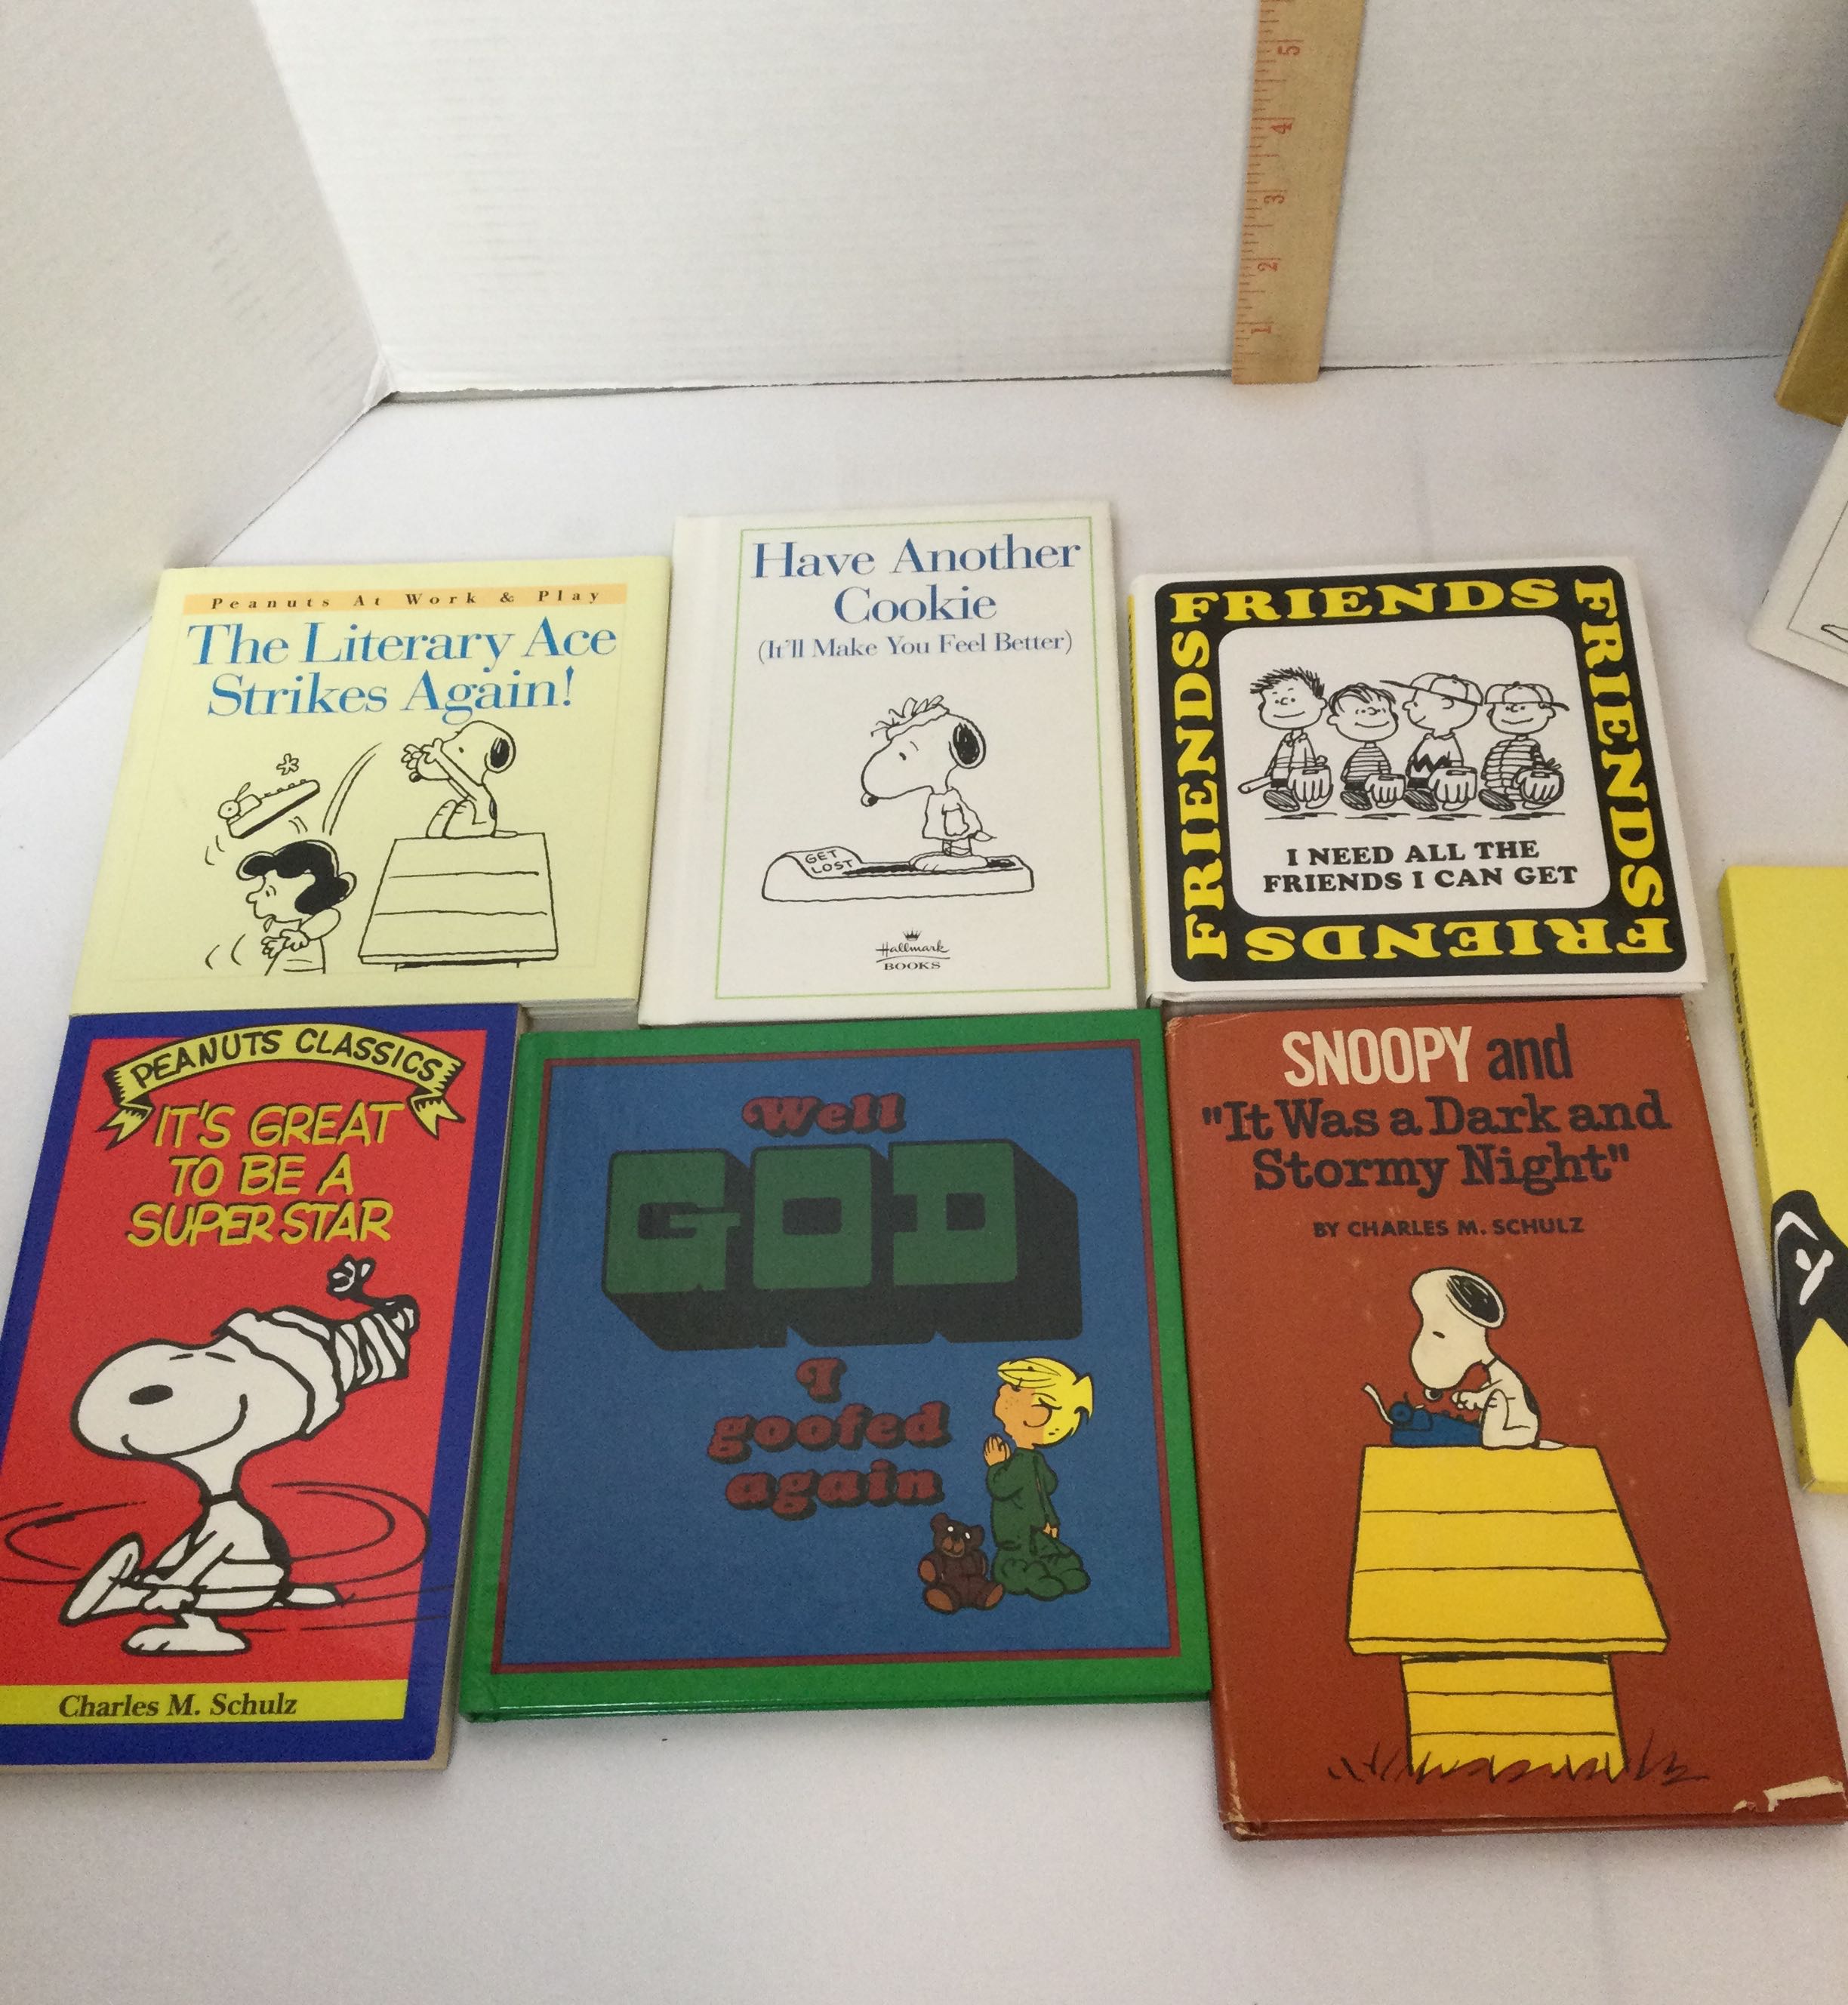 5
4
3
2
1
Peanuts At Work & Play
The Literary Ace
Strikes Again!
Have Another
Cookie
(It'll Make You Feel Better)
GET
LOST
Hallmark
BOOKS
FRIENDS
FRIENDS
FRIENDS
FRIENDS
I NEED ALL THE
FRIENDS I CAN GET
PEANUTS CLASSICS
IT'S GREAT
TO BE A
SUPER STAR
Charles M. Schulz
Well
GOD
I
goofed
again
SNOOPY and
"It Was a Dark and
Stormy Night"
BY CHARLES M. SCHULZ